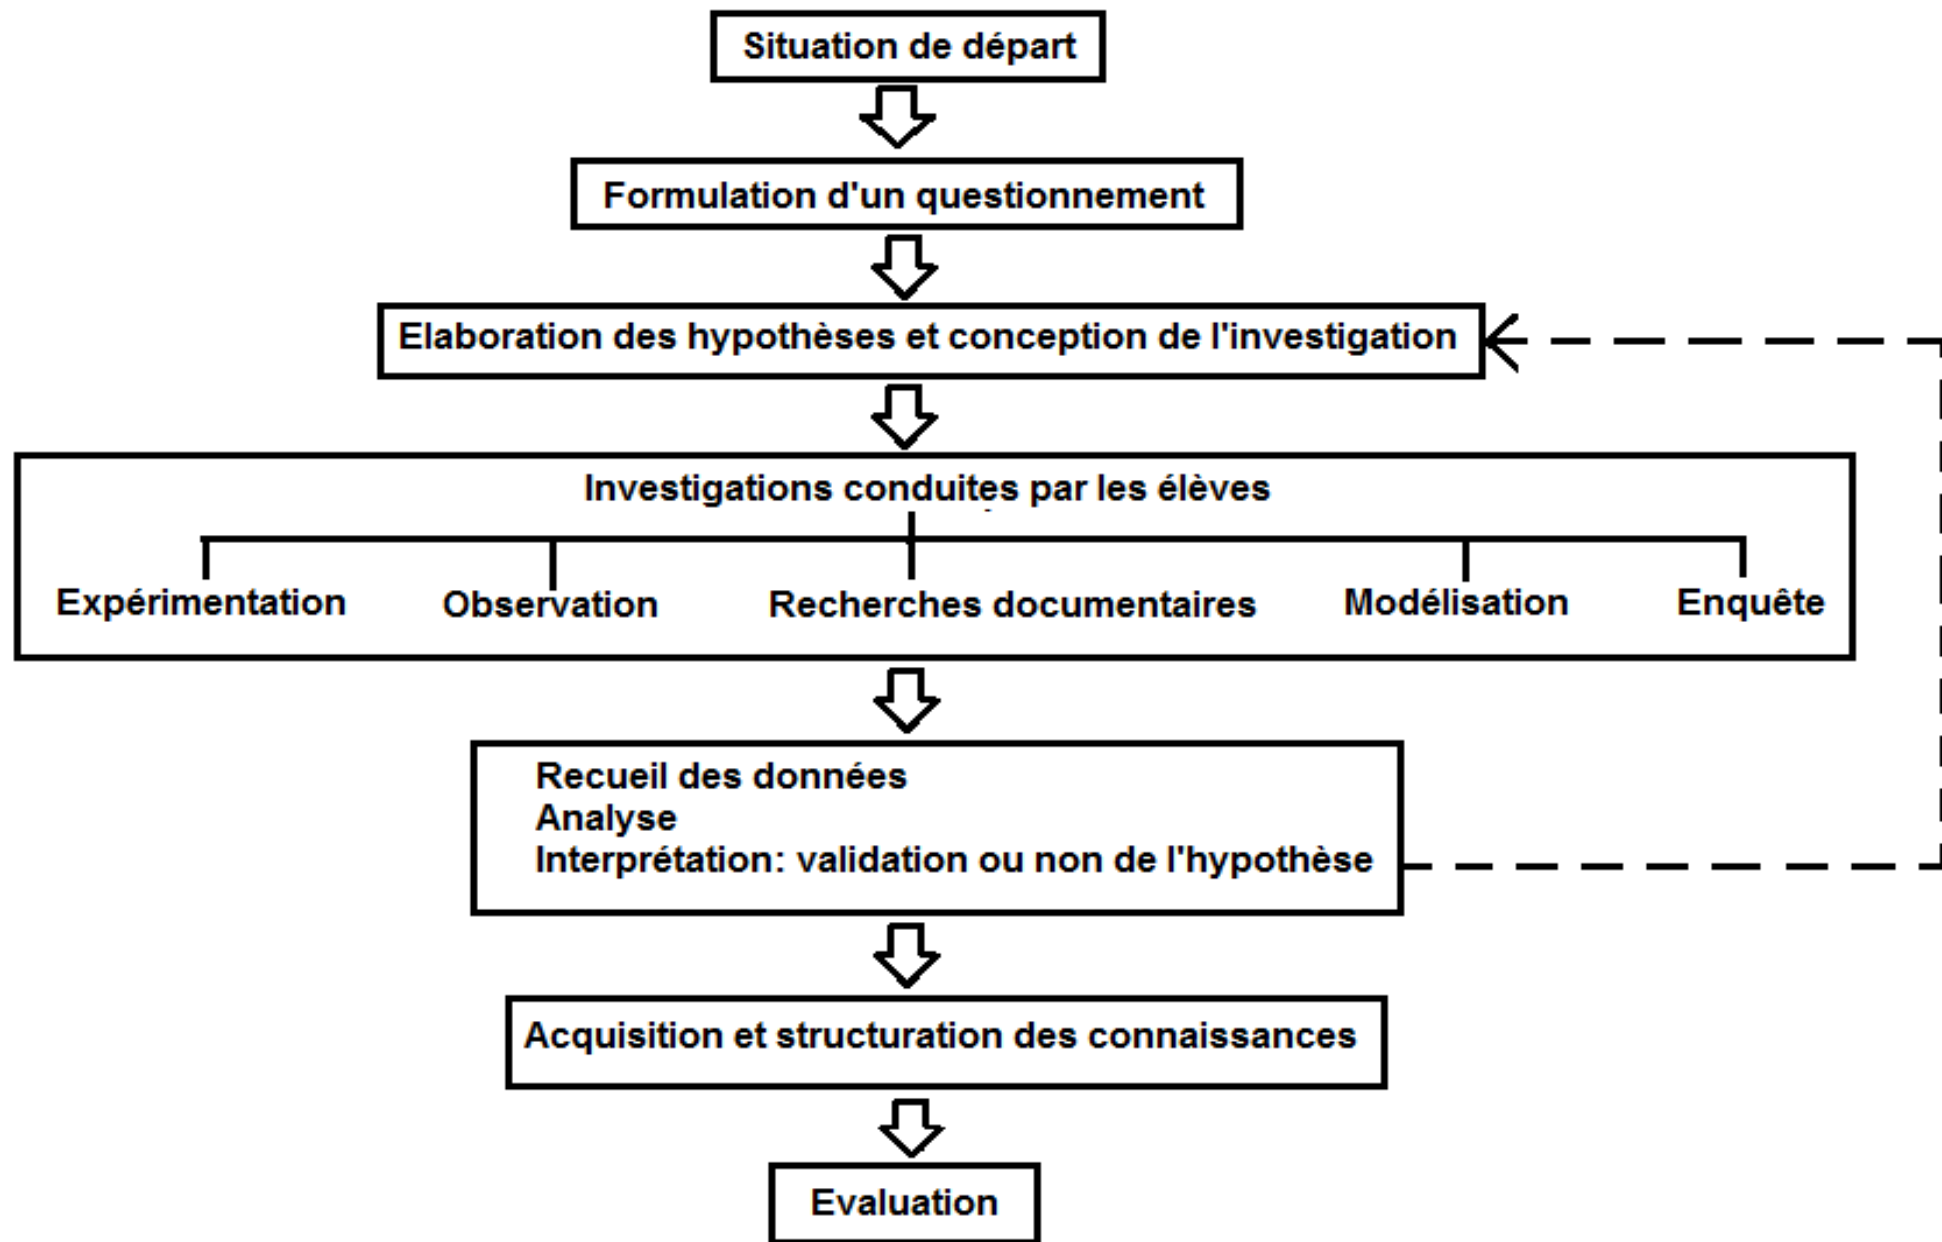 Situation de départ
Formulation d'un questionnement
Elaboration des hypothèses et conception de l'investigation
Investigations conduites par les élèves
Expérimentation
Observation
Recherches documentaires
Modélisation
Enquête
Recueil des données
Analyse
Interprétation: validation ou non de l'hypothèse
Acquisition et structuration des connaissances
Evaluation